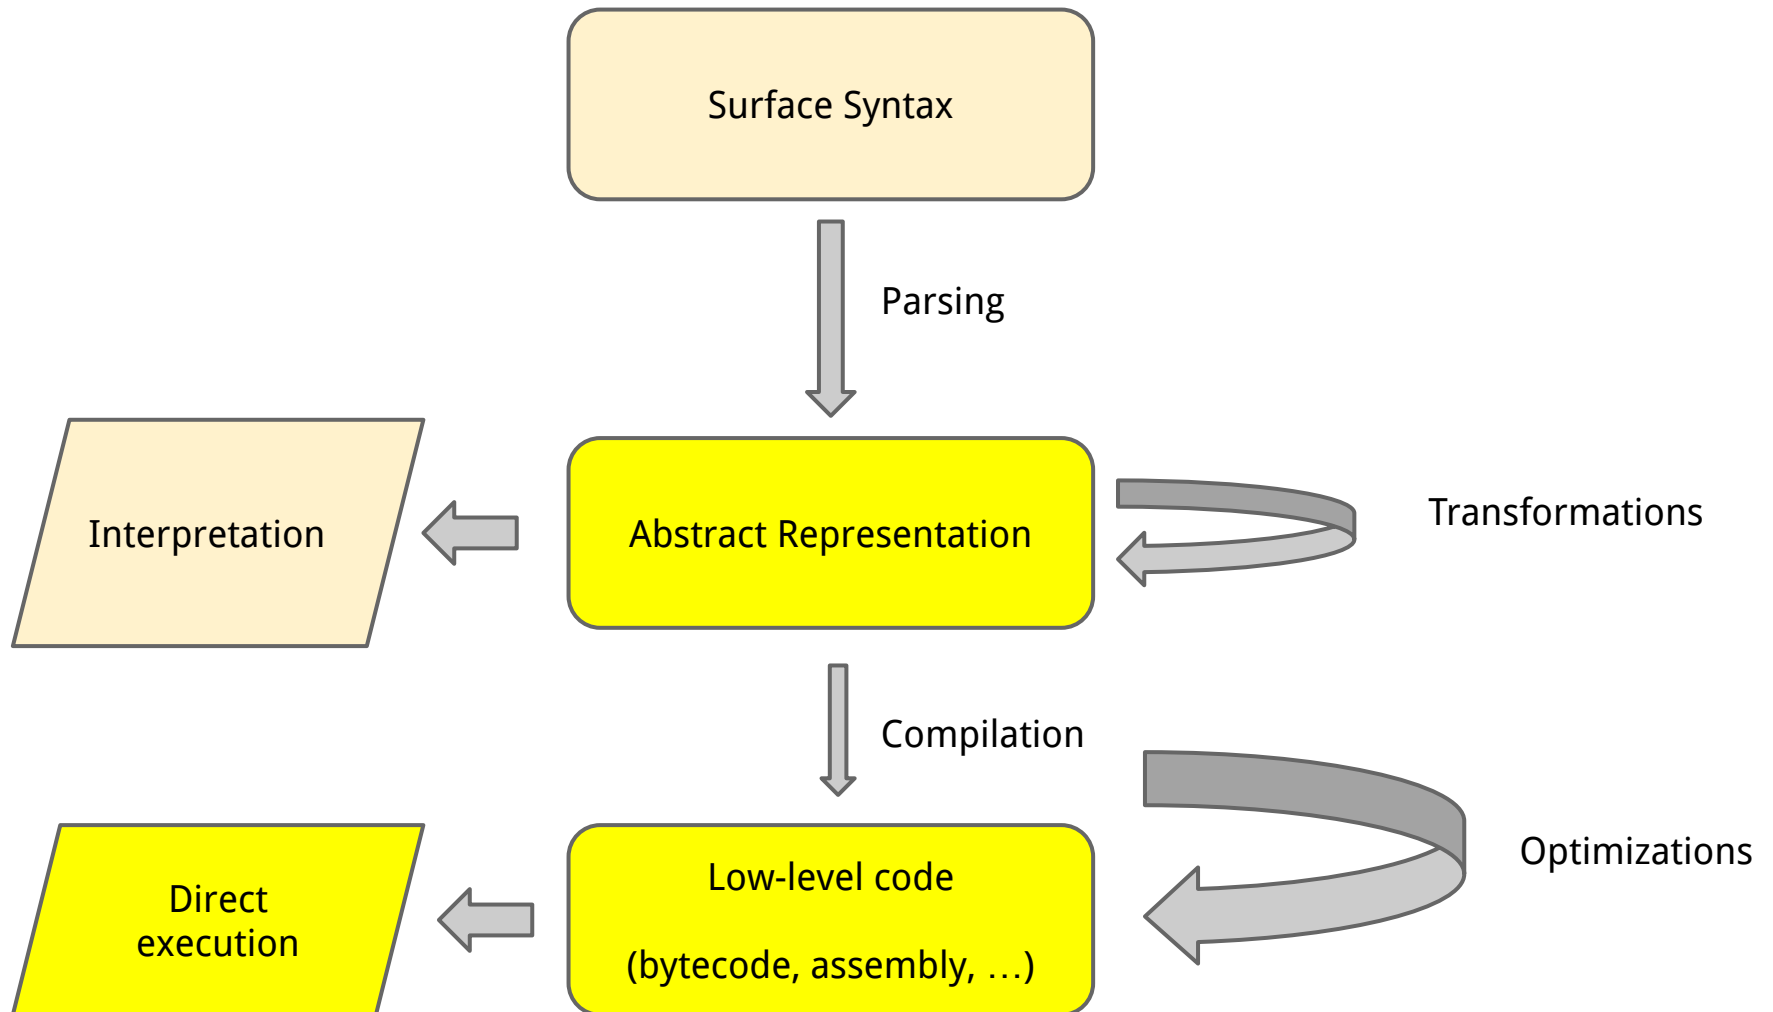 Surface Syntax
Parsing
Interpretation
Abstract Representation
Transformations
Compilation
Direct
execution
Low-level code
(bytecode, assembly, …)
Optimizations